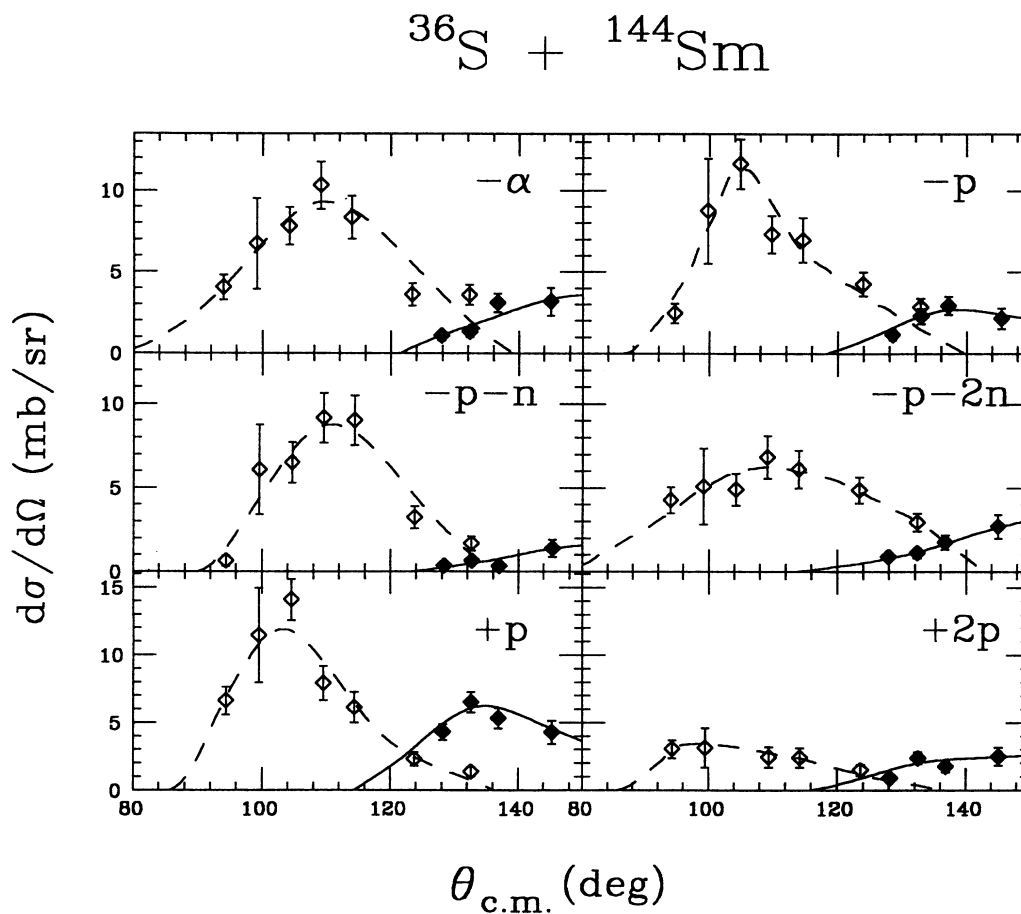 ³⁶S + ¹⁴⁴Sm
dσ/dΩ (mb/sr)
10
5
0
−α
−p
10
5
0
−p−n
−p−2n
15
10
5
0
+p
+2p
80 100 120 140 80 100 120 140
θc.m. (deg)